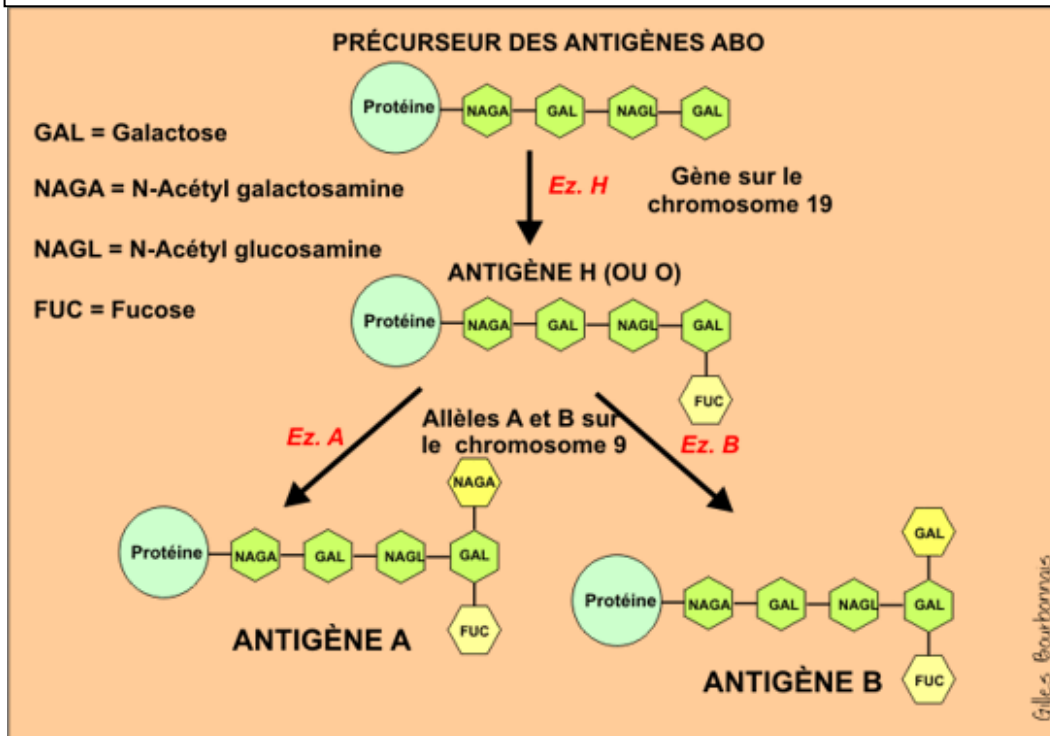 PRÉCURSEUR DES ANTIGÈNES ABO
Protéine NAGA GAL NAGL GAL
GAL = Galactose
NAGA = N-Acétyl galactosamine
NAGL = N-Acétyl glucosamine
FUC = Fucose
Ez. H
Gène sur le
chromosome 19
ANTIGÈNE H (OU O)
Protéine NAGA GAL NAGL GAL
FUC
Ez. A
Allèles A et B sur
le chromosome 9
Ez. B
NAGA
Protéine NAGA GAL NAGL GAL
FUC
ANTIGÈNE A
GAL
Protéine NAGA GAL NAGL GAL
FUC
ANTIGÈNE B
Gilles Bourbonnais